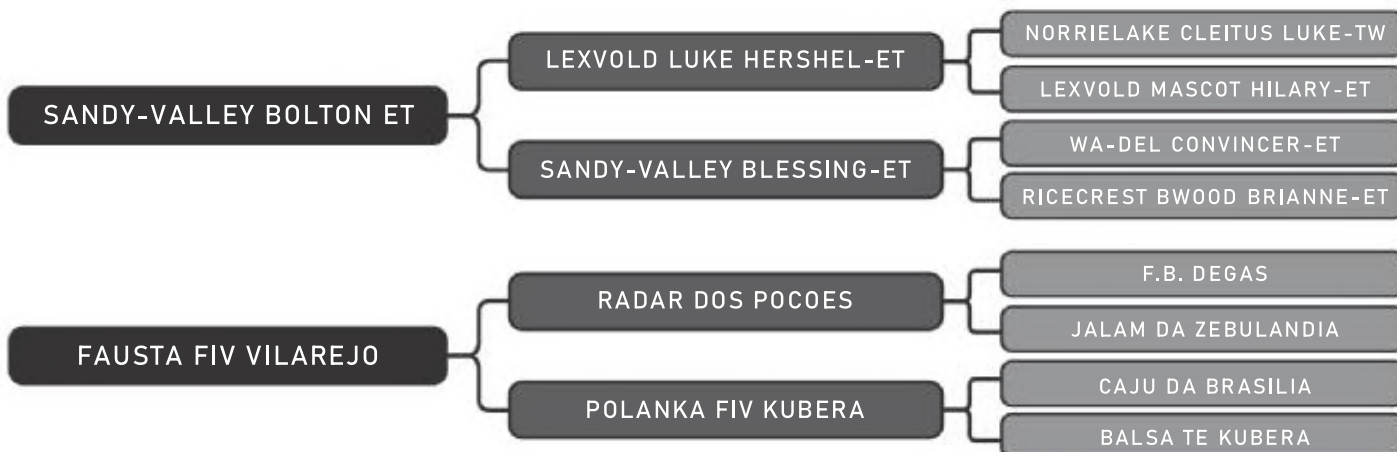 NORRIELAKE CLEITUS LUKE-TW
LEXVOLD LUKE HERSHEL-ET
LEXVOLD MASCOT HILARY-ET
SANDY-VALLEY BOLTON ET
WA-DEL CONVINCER-ET
SANDY-VALLEY BLESSING-ET
RICECREST BWOOD BRIANNE-ET
F.B. DEGAS
RADAR DOS POCOES
JALAM DA ZEBULANDIA
FAUSTA FIV VILAREJO
CAJU DA BRASILIA
POLANKA FIV KUBERA
BALSA TE KUBERA